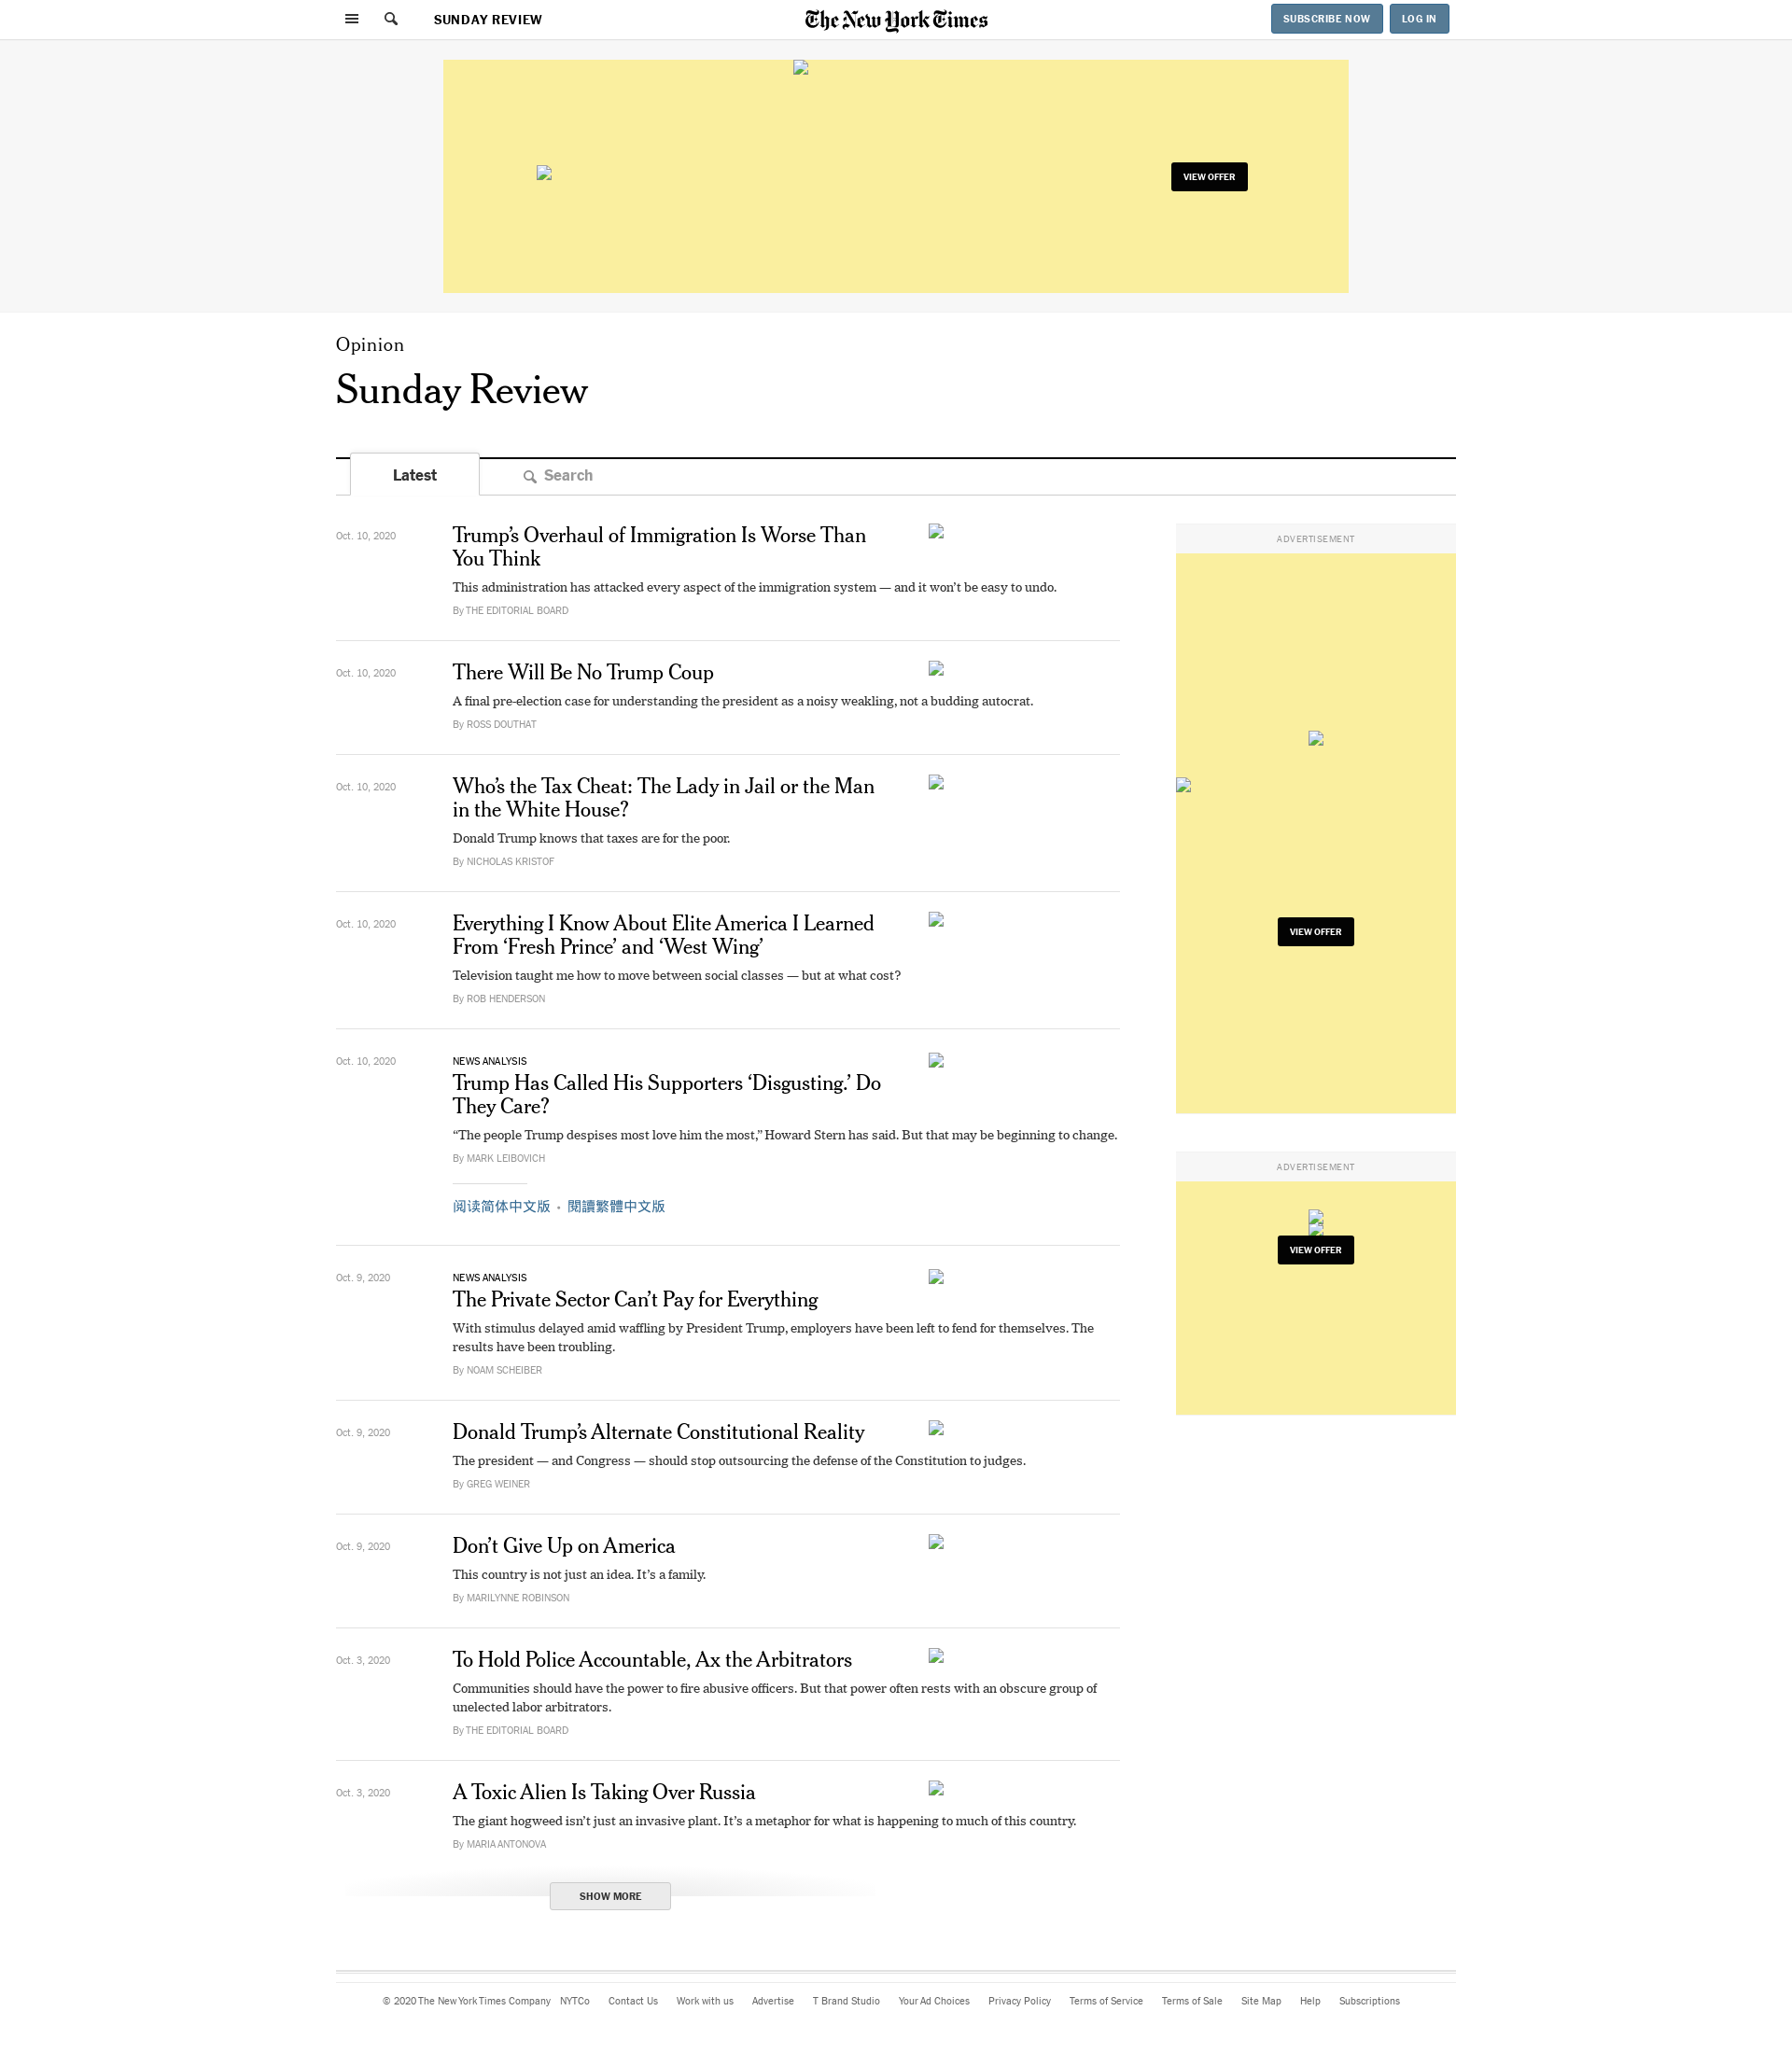 SUNDAY REVIEW
The New York Times
SUBSCRIBE NOW
LOG IN
VIEW OFFER
Opinion
Sunday Review
Latest
Search
Oct. 10, 2020
Trump’s Overhaul of Immigration Is Worse Than
You Think
This administration has attacked every aspect of the immigration system — and it won’t be easy to undo.
By THE EDITORIAL BOARD
Oct. 10, 2020
There Will Be No Trump Coup
A final pre-election case for understanding the president as a noisy weakling, not a budding autocrat.
By ROSS DOUTHAT
Oct. 10, 2020
Who’s the Tax Cheat: The Lady in Jail or the Man
in the White House?
Donald Trump knows that taxes are for the poor.
By NICHOLAS KRISTOF
Oct. 10, 2020
Everything I Know About Elite America I Learned
From ‘Fresh Prince’ and ‘West Wing’
Television taught me how to move between social classes — but at what cost?
By ROB HENDERSON
Oct. 10, 2020
NEWS ANALYSIS
Trump Has Called His Supporters ‘Disgusting.’ Do
They Care?
“The people Trump despises most love him the most,” Howard Stern has said. But that may be beginning to change.
By MARK LEIBOVICH
阅读简体中文版 • 閱讀繁體中文版
Oct. 9, 2020
NEWS ANALYSIS
The Private Sector Can’t Pay for Everything
With stimulus delayed amid waffling by President Trump, employers have been left to fend for themselves. The
results have been troubling.
By NOAM SCHEIBER
Oct. 9, 2020
Donald Trump’s Alternate Constitutional Reality
The president — and Congress — should stop outsourcing the defense of the Constitution to judges.
By GREG WEINER
Oct. 9, 2020
Don’t Give Up on America
This country is not just an idea. It’s a family.
By MARILYNNE ROBINSON
Oct. 3, 2020
To Hold Police Accountable, Ax the Arbitrators
Communities should have the power to fire abusive officers. But that power often rests with an obscure group of
unelected labor arbitrators.
By THE EDITORIAL BOARD
Oct. 3, 2020
A Toxic Alien Is Taking Over Russia
The giant hogweed isn’t just an invasive plant. It’s a metaphor for what is happening to much of this country.
By MARIA ANTONOVA
SHOW MORE
ADVERTISEMENT
VIEW OFFER
ADVERTISEMENT
VIEW OFFER
© 2020 The New York Times Company NYTCo Contact Us Work with us Advertise T Brand Studio Your Ad Choices Privacy Policy Terms of Service Terms of Sale Site Map Help Subscriptions